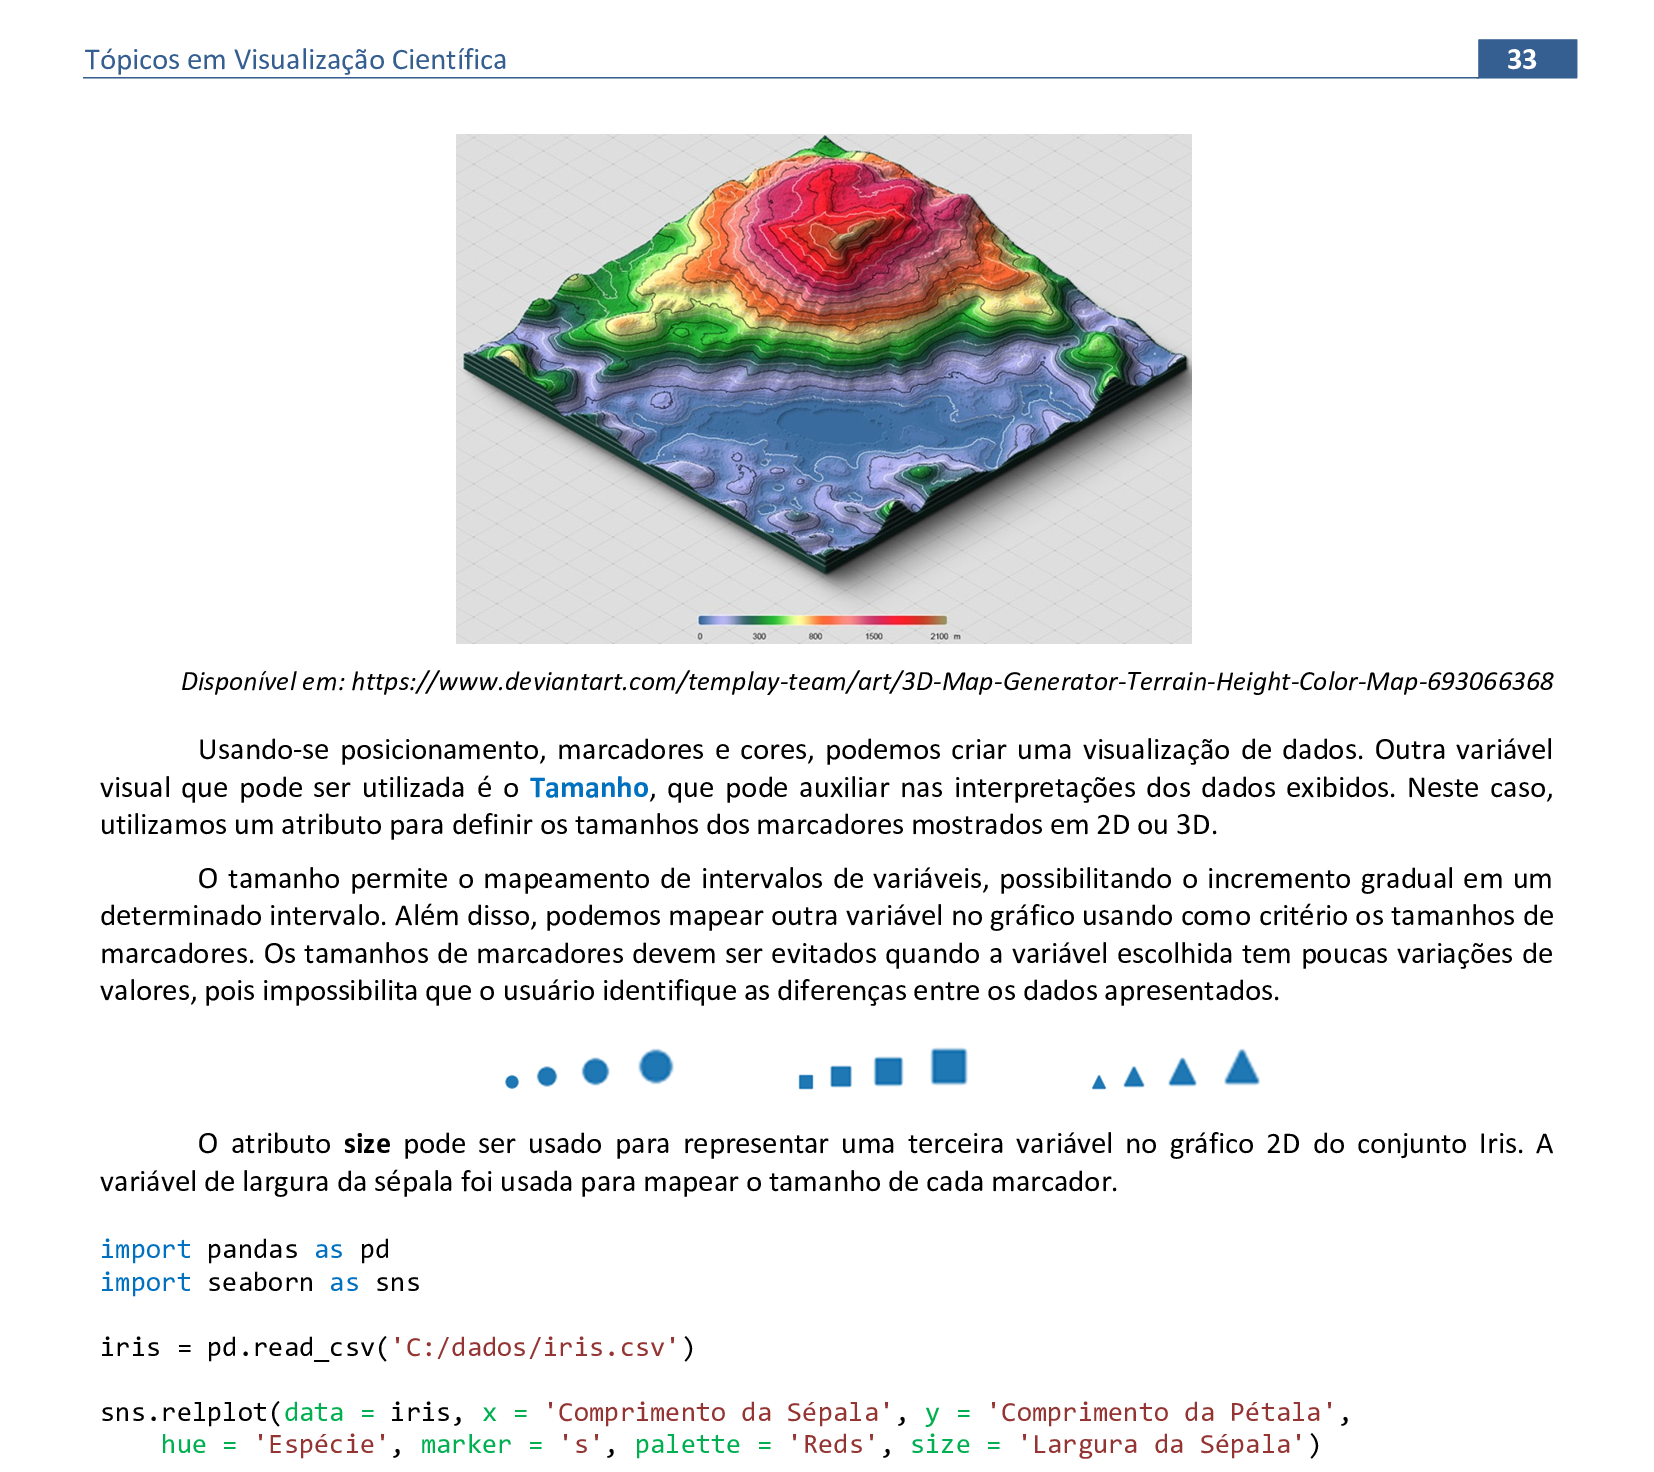 Tópicos em Visualização Científica
33
0 300 800 1500 2100 m
Disponível em: https://www.deviantart.com/templay-team/art/3D-Map-Generator-Terrain-Height-Color-Map-693066368
Usando-se posicionamento, marcadores e cores, podemos criar uma visualização de dados. Outra variável
visual que pode ser utilizada é o Tamanho, que pode auxiliar nas interpretações dos dados exibidos. Neste caso,
utilizamos um atributo para definir os tamanhos dos marcadores mostrados em 2D ou 3D.
O tamanho permite o mapeamento de intervalos de variáveis, possibilitando o incremento gradual em um
determinado intervalo. Além disso, podemos mapear outra variável no gráfico usando como critério os tamanhos de
marcadores. Os tamanhos de marcadores devem ser evitados quando a variável escolhida tem poucas variações de
valores, pois impossibilita que o usuário identifique as diferenças entre os dados apresentados.
O atributo size pode ser usado para representar uma terceira variável no gráfico 2D do conjunto Iris. A
variável de largura da sépala foi usada para mapear o tamanho de cada marcador.
import pandas as pd
import seaborn as sns
iris = pd.read_csv('C:/dados/iris.csv')
sns.relplot(data = iris, x = 'Comprimento da Sépala', y = 'Comprimento da Pétala',
hue = 'Espécie', marker = 's', palette = 'Reds', size = 'Largura da Sépala')